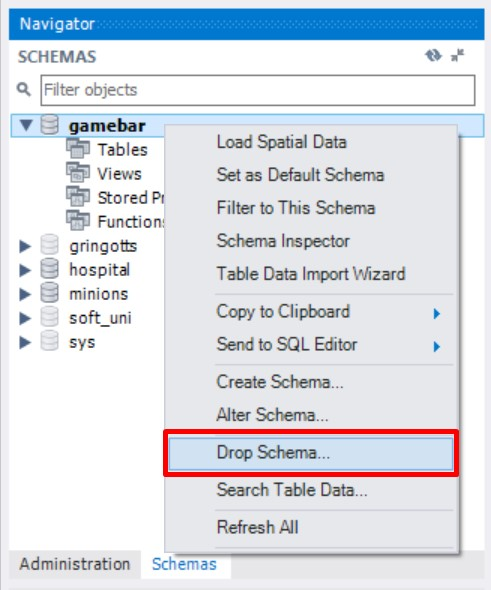 Navigator
SCHEMAS
Filter objects
gamebar
Tables
Views
Stored Pr
Function
gringotts
hospital
minions
soft_uni
sys
Load Spatial Data
Set as Default Schema
Filter to This Schema
Schema Inspector
Table Data Import Wizard
Copy to Clipboard
Send to SQL Editor
Create Schema...
Alter Schema...
Drop Schema...
Search Table Data...
Refresh All
Administration Schemas